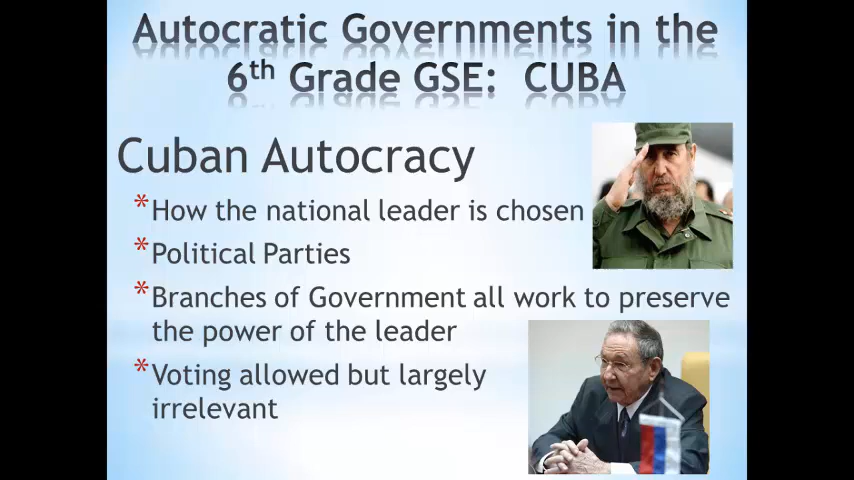 Autocratic Governments in the
6th Grade GSE: CUBA
Cuban Autocracy
*How the national leader is chosen
*Political Parties
*Branches of Government all work to preserve
the power of the leader
*Voting allowed but largely
irrelevant